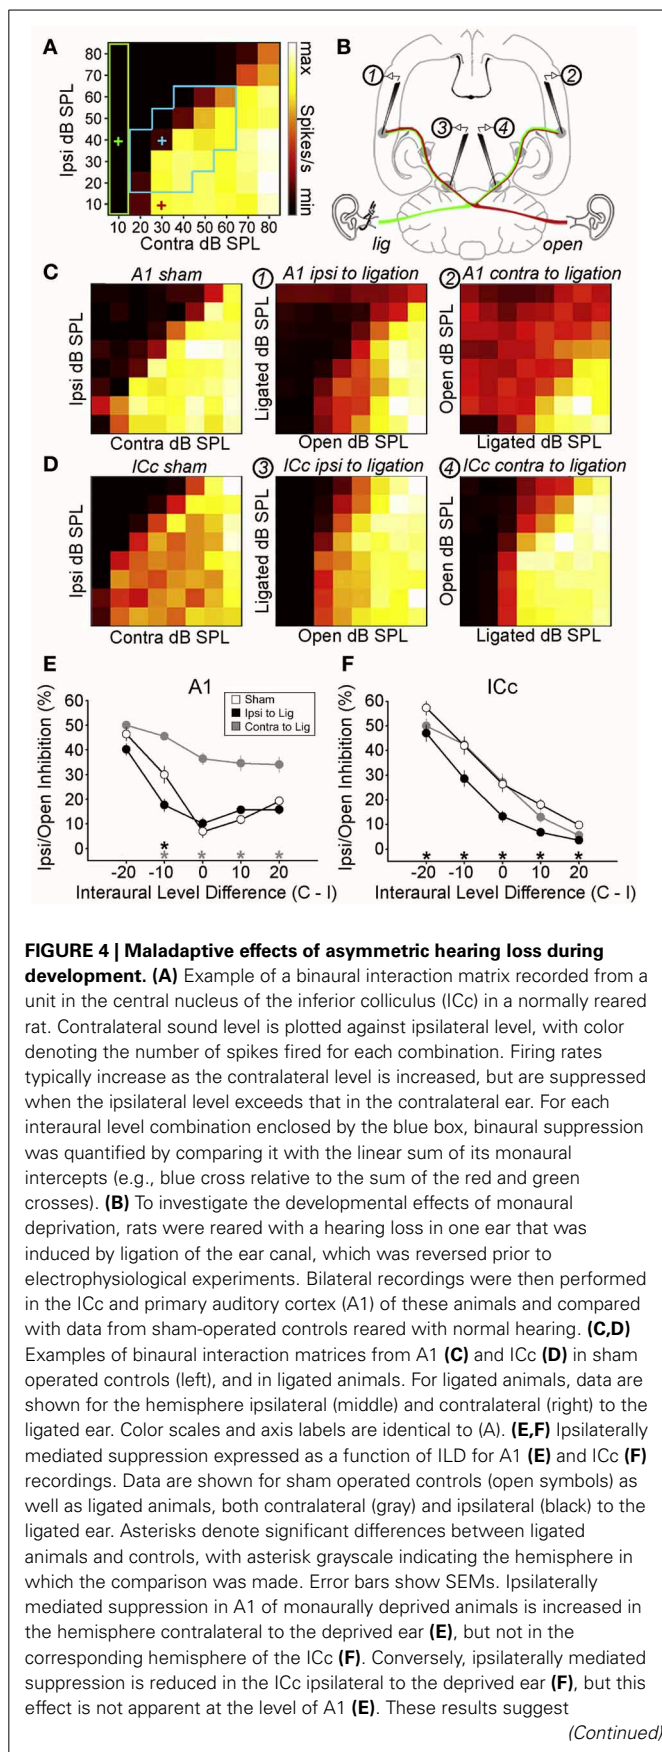 A
B
Ipsi dB SPL
80
70
60
50
40
30
20
10
10 20 30 40 50 60 70 80
Contra dB SPL
max
Spikes/s
min
1
2
3
4
lig
open
C
A1 sham
1 A1 ipsi to ligation
2 A1 contra to ligation
Ipsi dB SPL
Ligated dB SPL
Open dB SPL
Contra dB SPL
Open dB SPL
Ligated dB SPL
D
ICc sham
3 ICc ipsi to ligation
4 ICc contra to ligation
Ipsi dB SPL
Ligated dB SPL
Open dB SPL
Contra dB SPL
Open dB SPL
Ligated dB SPL
E
A1
Ipsi/Open Inhibition (%)
60
50
40
30
20
10
0
Sham
Ipsi to Lig
Contra to Lig
*
* * * * *
-20 -10 0 10 20
Interaural Level Difference (C - I)
F
ICc
Ipsi/Open Inhibition (%)
60
50
40
30
20
10
0
* * * * *
-20 -10 0 10 20
Interaural Level Difference (C - I)
FIGURE 4 | Maladaptive effects of asymmetric hearing loss during
development. (A) Example of a binaural interaction matrix recorded from a
unit in the central nucleus of the inferior colliculus (ICc) in a normally reared
rat. Contralateral sound level is plotted against ipsilateral level, with color
denoting the number of spikes fired for each combination. Firing rates
typically increase as the contralateral level is increased, but are suppressed
when the ipsilateral level exceeds that in the contralateral ear. For each
interaural level combination enclosed by the blue box, binaural suppression
was quantified by comparing it with the linear sum of its monaural
intercepts (e.g., blue cross relative to the sum of the red and green
crosses). (B) To investigate the developmental effects of monaural
deprivation, rats were reared with a hearing loss in one ear that was
induced by ligation of the ear canal, which was reversed prior to
electrophysiological experiments. Bilateral recordings were then performed
in the ICc and primary auditory cortex (A1) of these animals and compared
with data from sham-operated controls reared with normal hearing. (C,D)
Examples of binaural interaction matrices from A1 (C) and ICc (D) in sham
operated controls (left), and in ligated animals. For ligated animals, data are
shown for the hemisphere ipsilateral (middle) and contralateral (right) to the
ligated ear. Color scales and axis labels are identical to (A). (E,F) Ipsilaterally
mediated suppression expressed as a function of ILD for A1 (E) and ICc (F)
recordings. Data are shown for sham operated controls (open symbols) as
well as ligated animals, both contralateral (gray) and ipsilateral (black) to the
ligated ear. Asterisks denote significant differences between ligated
animals and controls, with asterisk grayscale indicating the hemisphere in
which the comparison was made. Error bars show SEMs. Ipsilaterally
mediated suppression in A1 of monaurally deprived animals is increased in
the hemisphere contralateral to the deprived ear (E), but not in the
corresponding hemisphere of the ICc (F). Conversely, ipsilaterally mediated
suppression is reduced in the ICc ipsilateral to the deprived ear (F), but this
effect is not apparent at the level of A1 (E). These results suggest
(Continued)